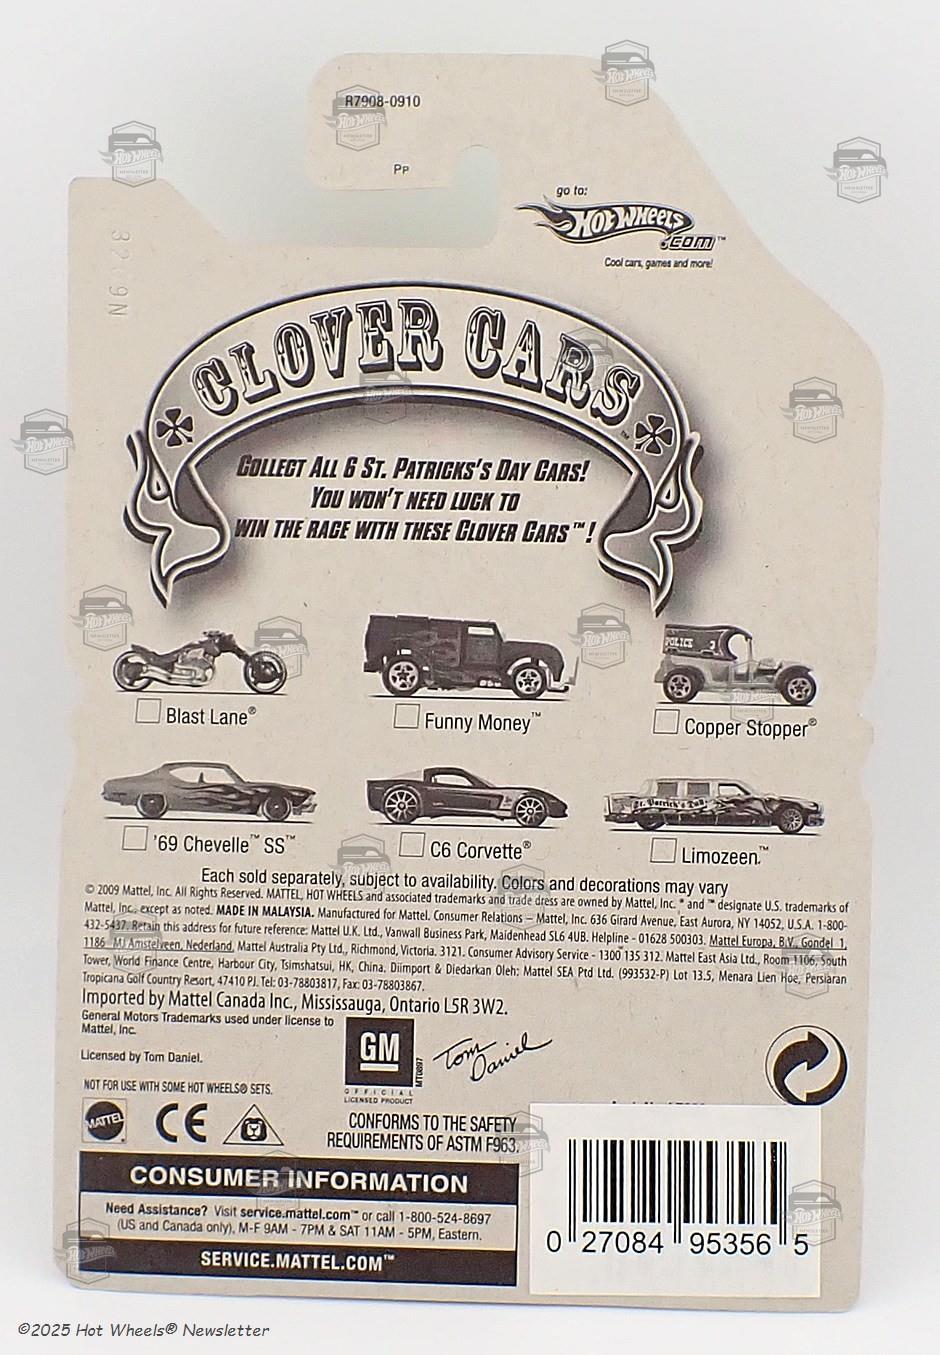 R7908-0910
Pp
go to:
HOT WHEELS
.COM™
Cool cars, games and more!
CLOVER CARS™
COLLECT ALL 6 ST. PATRICKS'S DAY CARS!
YOU WON'T NEED LUCK TO
WIN THE RACE WITH THESE CLOVER CARS™!
POLICE
Blast Lane®
Funny Money™
Copper Stopper®
St. Patrick's Day
'69 Chevelle™ SS™
C6 Corvette®
Limozeen™
Each sold separately, subject to availability. Colors and decorations may vary
© 2009 Mattel, Inc. All Rights Reserved. MATTEL, HOT WHEELS and associated trademarks and trade dress are owned by Mattel, Inc. ® and ™ designate U.S. trademarks of
Mattel, Inc., except as noted. MADE IN MALAYSIA. Manufactured for Mattel. Consumer Relations – Mattel, Inc. 636 Girard Avenue, East Aurora, NY 14052, U.S.A. 1-800-
432-5437. Retain this address for future reference: Mattel U.K. Ltd., Vanwall Business Park, Maidenhead SL6 4UB. Helpline - 01628 500303. Mattel Europa, B.V., Gondel 1,
1186 MJ Amstelveen, Nederland. Mattel Australia Pty Ltd., Richmond, Victoria. 3121. Consumer Advisory Service - 1300 135 312. Mattel East Asia Ltd., Room 1106, South
Tower, World Finance Centre, Harbour City, Tsimshatsui, HK, China. Diimport & Diedarkan Oleh: Mattel SEA Ptd Ltd. (993532-P) Lot 13.5, Menara Lien Hoe, Persiaran
Tropicana Golf Country Resort, 47410 PJ. Tel: 03-78803817, Fax: 03-78803867.
Imported by Mattel Canada Inc., Mississauga, Ontario L5R 3W2.
General Motors Trademarks used under license to
Mattel, Inc.
Licensed by Tom Daniel.
GM
OFFICIAL
LICENSED PRODUCT
MT0897
Tom Daniel
NOT FOR USE WITH SOME HOT WHEELS® SETS.
MATTEL
CE
CONFORMS TO THE SAFETY
REQUIREMENTS OF ASTM F963.
CONSUMER INFORMATION
Need Assistance? Visit service.mattel.com™ or call 1-800-524-8697
(US and Canada only), M-F 9AM - 7PM & SAT 11AM - 5PM, Eastern.
SERVICE.MATTEL.COM™
0 27084 95356 5
©2025 Hot Wheels® Newsletter